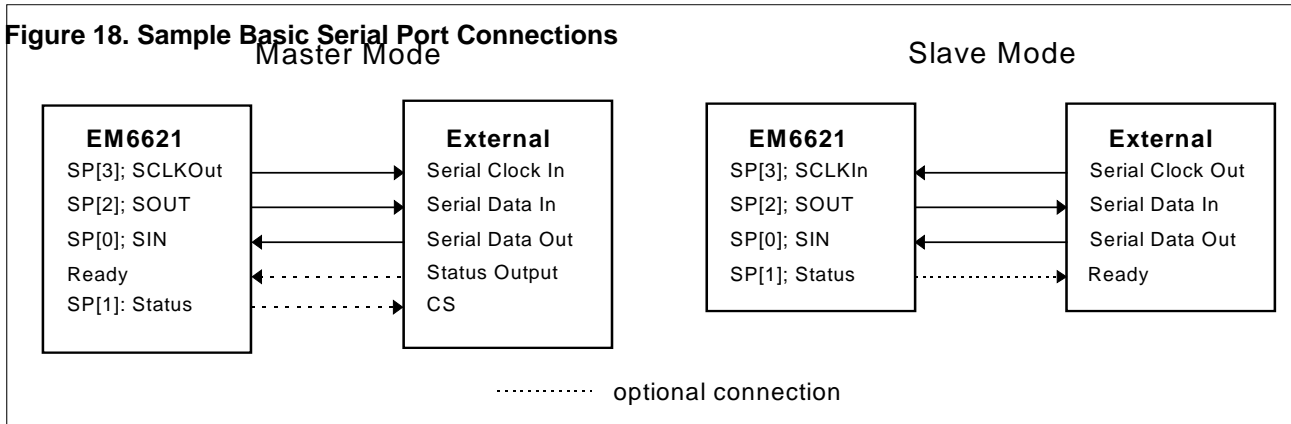 Figure 18. Sample Basic Serial Port Connections
Master Mode
EM6621
SP[3]; SCLKOut
SP[2]; SOUT
SP[0]; SIN
Ready
SP[1]: Status
External
Serial Clock In
Serial Data In
Serial Data Out
Status Output
CS
Slave Mode
EM6621
SP[3]; SCLKIn
SP[2]; SOUT
SP[0]; SIN
SP[1]; Status
External
Serial Clock Out
Serial Data In
Serial Data Out
Ready
optional connection